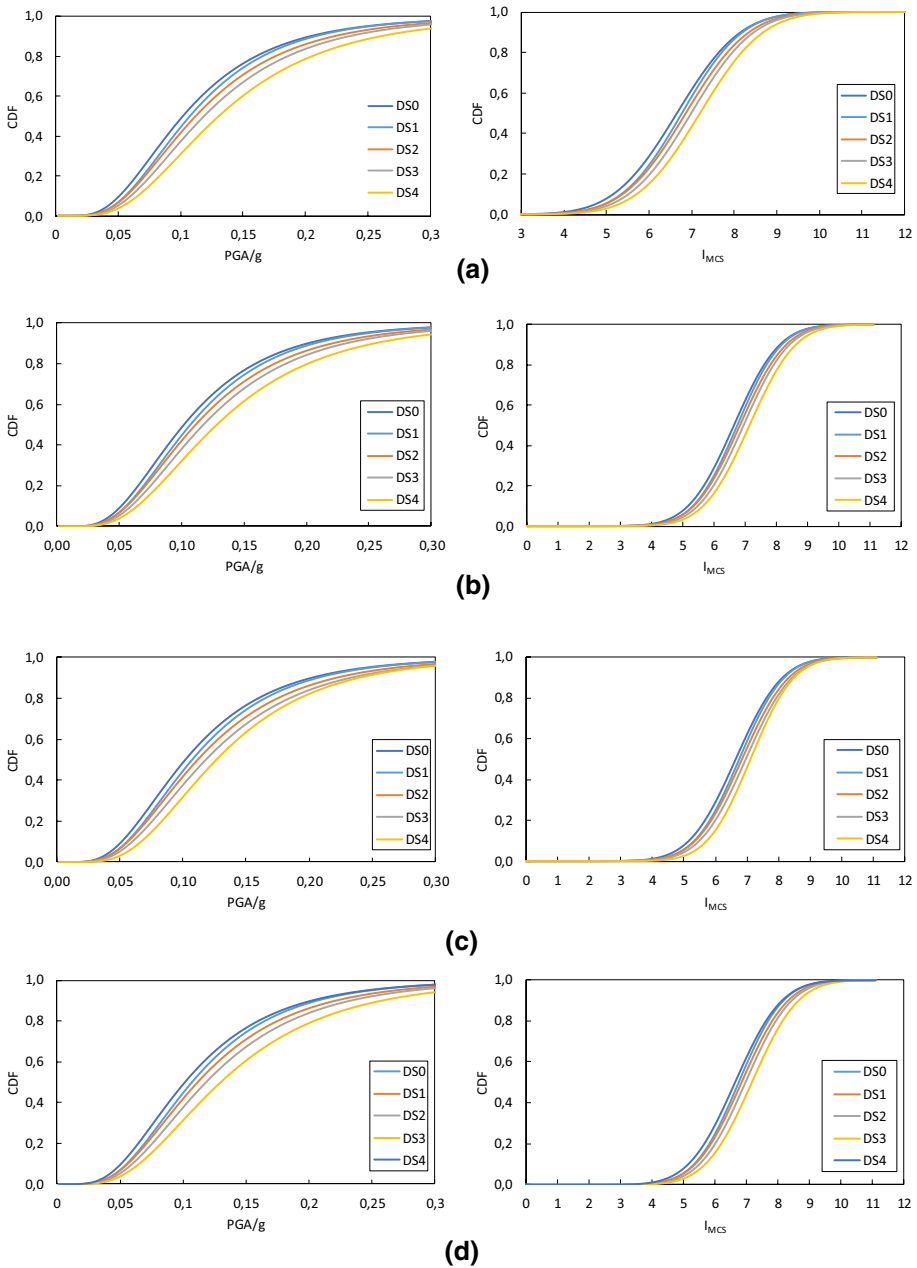 1,0
0,8
0,6
0,4
0,2
0,0
CDF
DS0
DS1
DS2
DS3
DS4
0 0,05 0,1 0,15 0,2 0,25 0,3
PGA/g
1,0
0,8
0,6
0,4
0,2
0,0
CDF
DS0
DS1
DS2
DS3
DS4
3 4 5 6 7 8 9 10 11 12
IMCS
(a)
1,0
0,8
0,6
0,4
0,2
0,0
CDF
DS0
DS1
DS2
DS3
DS4
0,00 0,05 0,10 0,15 0,20 0,25 0,30
PGA/g
1,0
0,8
0,6
0,4
0,2
0,0
CDF
DS0
DS1
DS2
DS3
DS4
0 1 2 3 4 5 6 7 8 9 10 11 12
IMCS
(b)
1,0
0,8
0,6
0,4
0,2
0,0
CDF
DS0
DS1
DS2
DS3
DS4
0,00 0,05 0,10 0,15 0,20 0,25 0,30
PGA/g
1,0
0,8
0,6
0,4
0,2
0,0
CDF
DS0
DS1
DS2
DS3
DS4
0 1 2 3 4 5 6 7 8 9 10 11 12
IMCS
(c)
1,0
0,8
0,6
0,4
0,2
0,0
CDF
DS0
DS1
DS2
DS3
DS4
0 0,05 0,1 0,15 0,2 0,25 0,3
PGA/g
1,0
0,8
0,6
0,4
0,2
0,0
CDF
DS0
DS1
DS2
DS3
DS4
0 1 2 3 4 5 6 7 8 9 10 11 12
IMCS
(d)